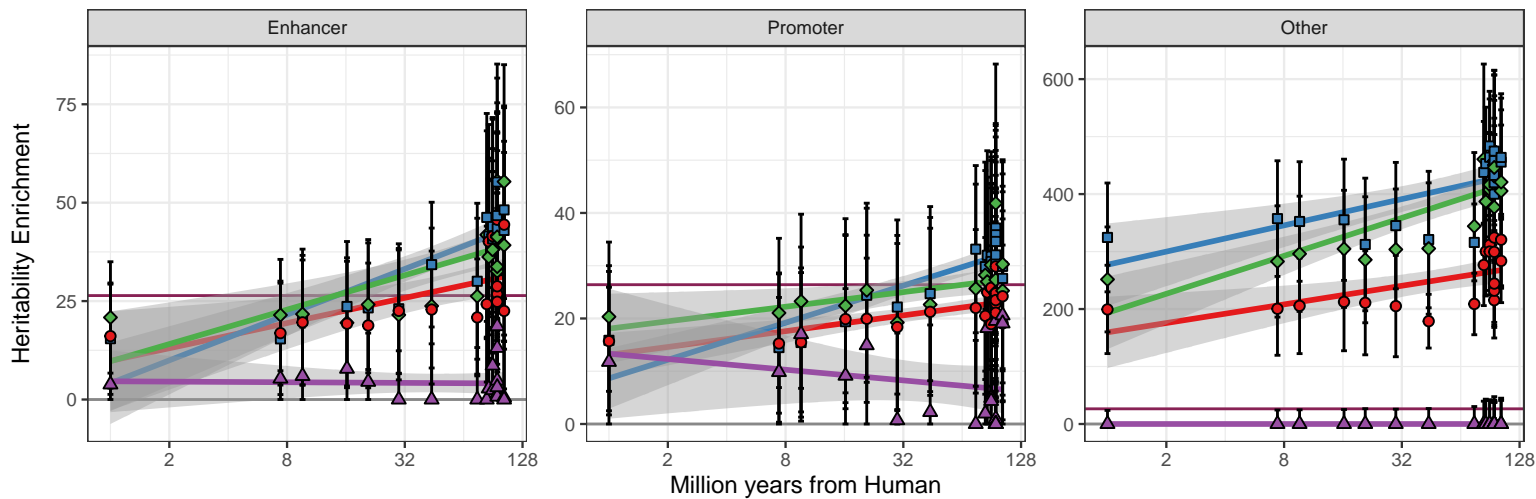 Enhancer
Promoter
Other
Heritability Enrichment
75
50
25
0
60
40
20
0
600
400
200
0
2 8 32 128
2 8 32 128
2 8 32 128
Million years from Human